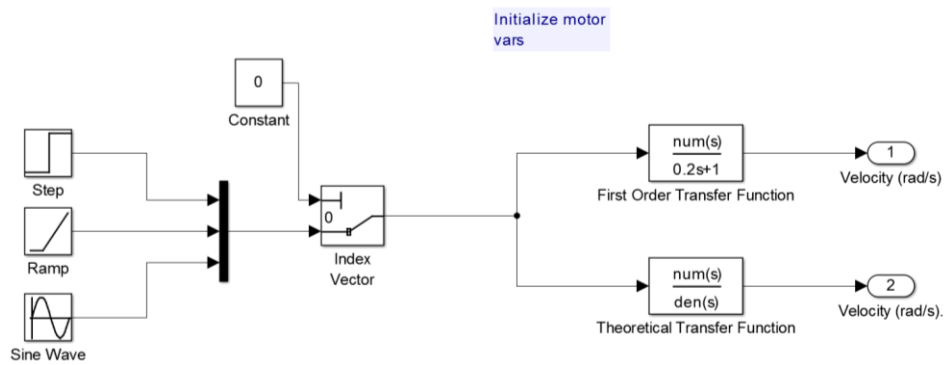 Initialize motor
vars
0
Constant
Step
Ramp
Sine Wave
0
Index
Vector
num(s)
0.2s+1
First Order Transfer Function
1
Velocity (rad/s)
num(s)
den(s)
Theoretical Transfer Function
2
Velocity (rad/s).